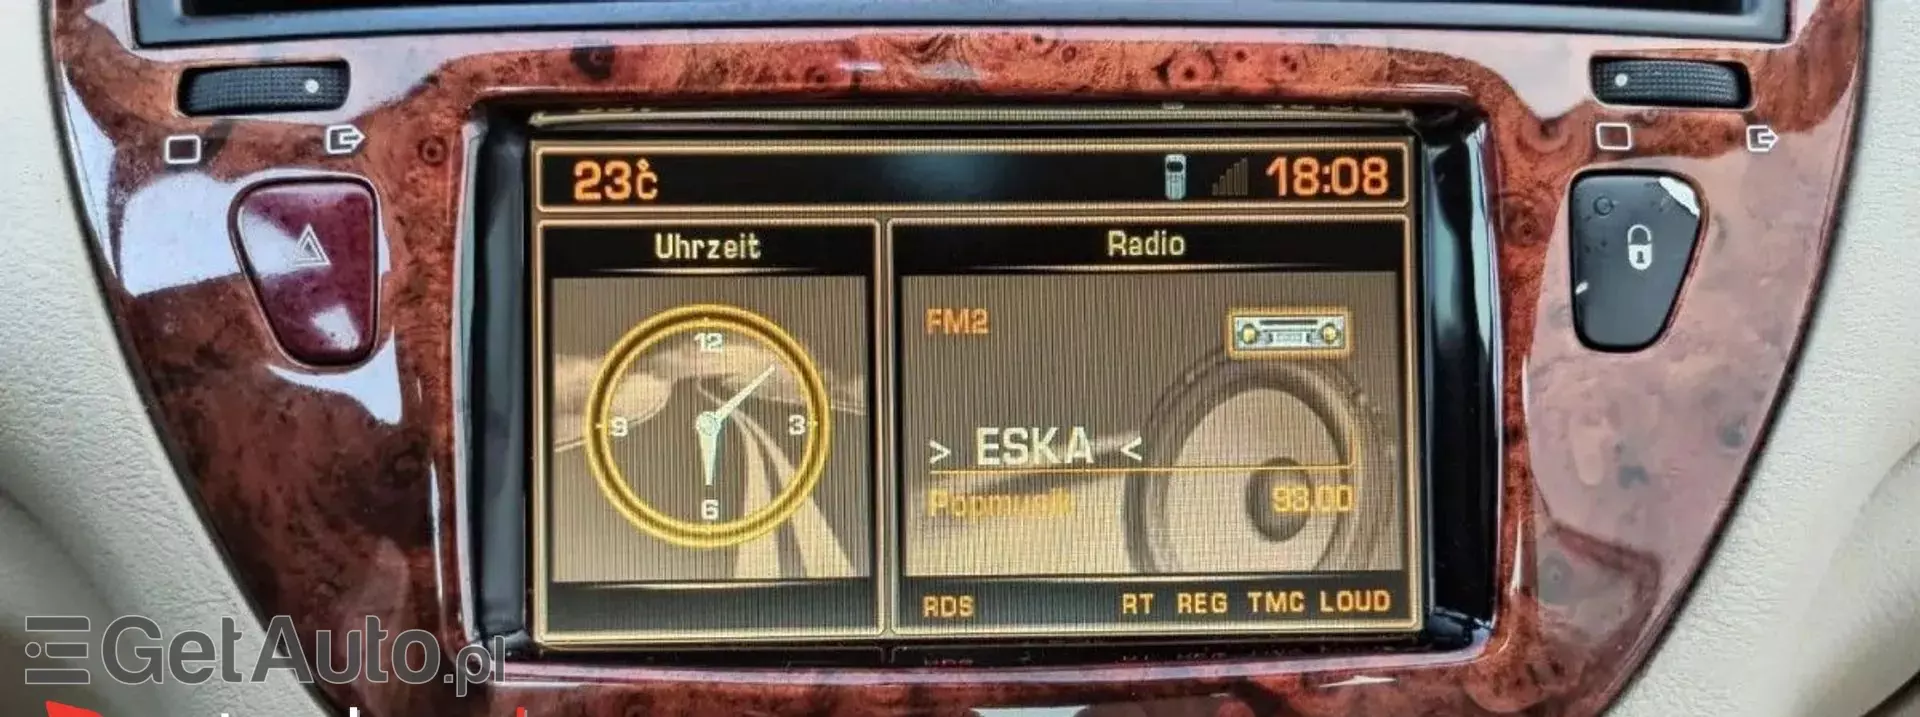 23°C 18:08
Uhrzeit
Radio
FM2
12
9
3
6
> ESKA <
Popmusik 93.00
RDS RT REG TMC LOUD
GetAuto.pl